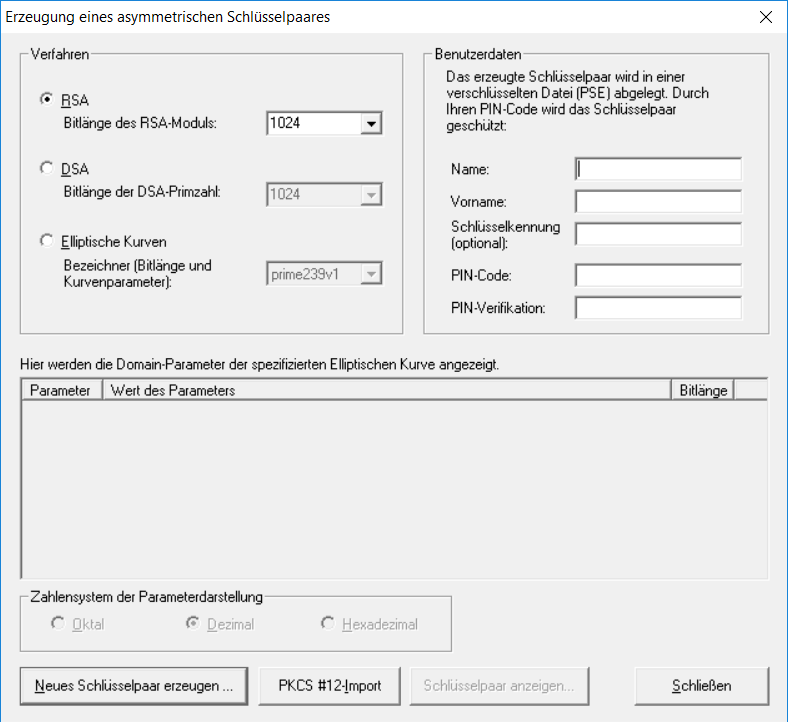 Erzeugung eines asymmetrischen Schlüsselpaares
Verfahren
RSA
Bitlänge des RSA-Moduls:
1024
DSA
Bitlänge der DSA-Primzahl:
1024
Elliptische Kurven
Bezeichner (Bitlänge und
Kurvenparameter):
prime239v1
Benutzerdaten
Das erzeugte Schlüsselpaar wird in einer
verschlüsselten Datei (PSE) abgelegt. Durch
Ihren PIN-Code wird das Schlüsselpaar
geschützt:
Name:
Vorname:
Schlüsselkennung
(optional):
PIN-Code:
PIN-Verifikation:
Hier werden die Domain-Parameter der spezifizierten Elliptischen Kurve angezeigt.
Parameter Wert des Parameters Bitlänge
Zahlensystem der Parameterdarstellung
Oktal Dezimal Hexadezimal
Neues Schlüsselpaar erzeugen ... PKCS #12-Import Schlüsselpaar anzeigen... Schließen